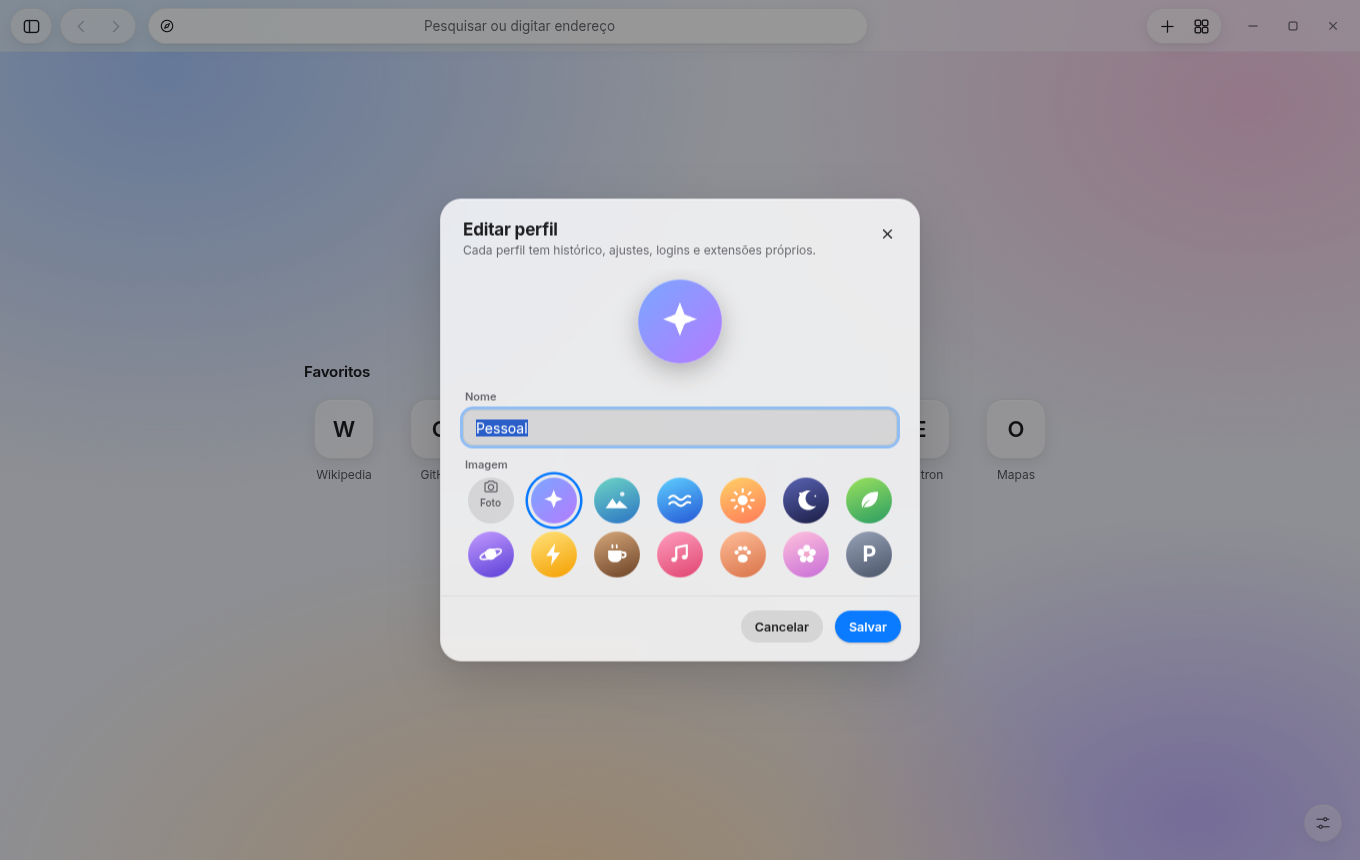 Pesquisar ou digitar endereço
Editar perfil
Cada perfil tem histórico, ajustes, logins e extensões próprios.
Favoritos
Nome
W
E
O
Pessoal
Wikipedia
Mapas
Imagem
Foto
P
Cancelar
Salvar